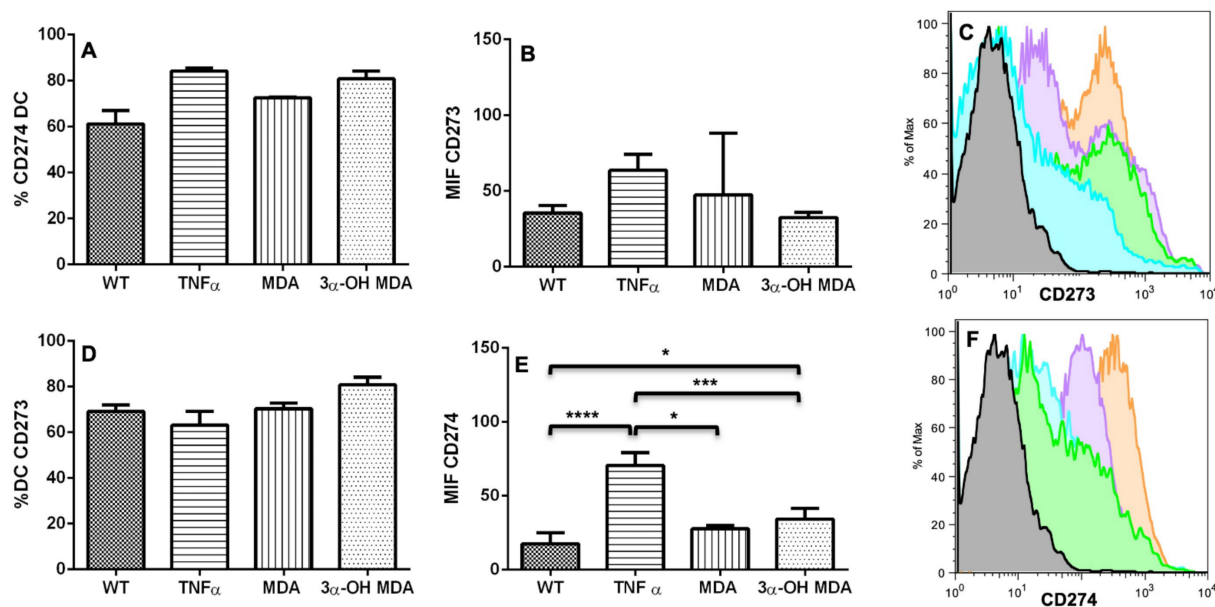 A
% CD274 DC
100
80
60
40
20
0
WT TNFα MDA 3α-OH MDA
B
MIF CD273
150
100
50
0
WT TNFα MDA 3α-OH MDA
C
% of Max
100
80
60
40
20
0
10⁰ 10¹ 10³ 10⁴
CD273
D
%DC CD273
100
80
60
40
20
0
WT TNFα MDA 3α-OH MDA
E
MIF CD274
150
100
50
0
*
***
**** *
WT TNF α MDA 3α-OH MDA
F
% of Max
100
80
60
40
20
0
10⁰ 10¹ 10³ 10⁴
CD274